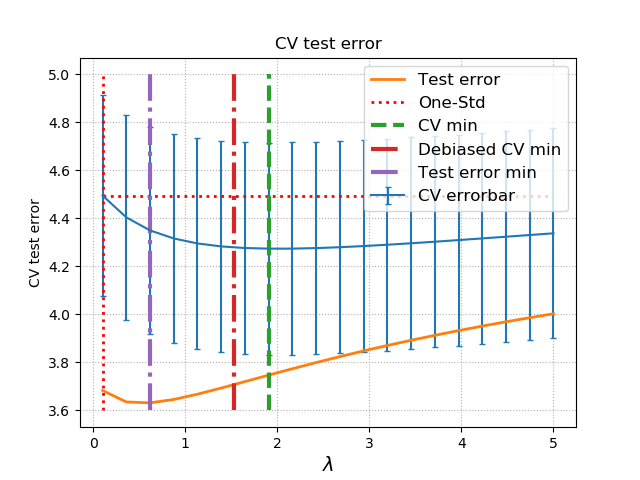 CV test error
CV test error
5.0
4.8
4.6
4.4
4.2
4.0
3.8
3.6
Test error
One-Std
CV min
Debiased CV min
Test error min
CV errorbar
0 1 2 3 4 5
λ